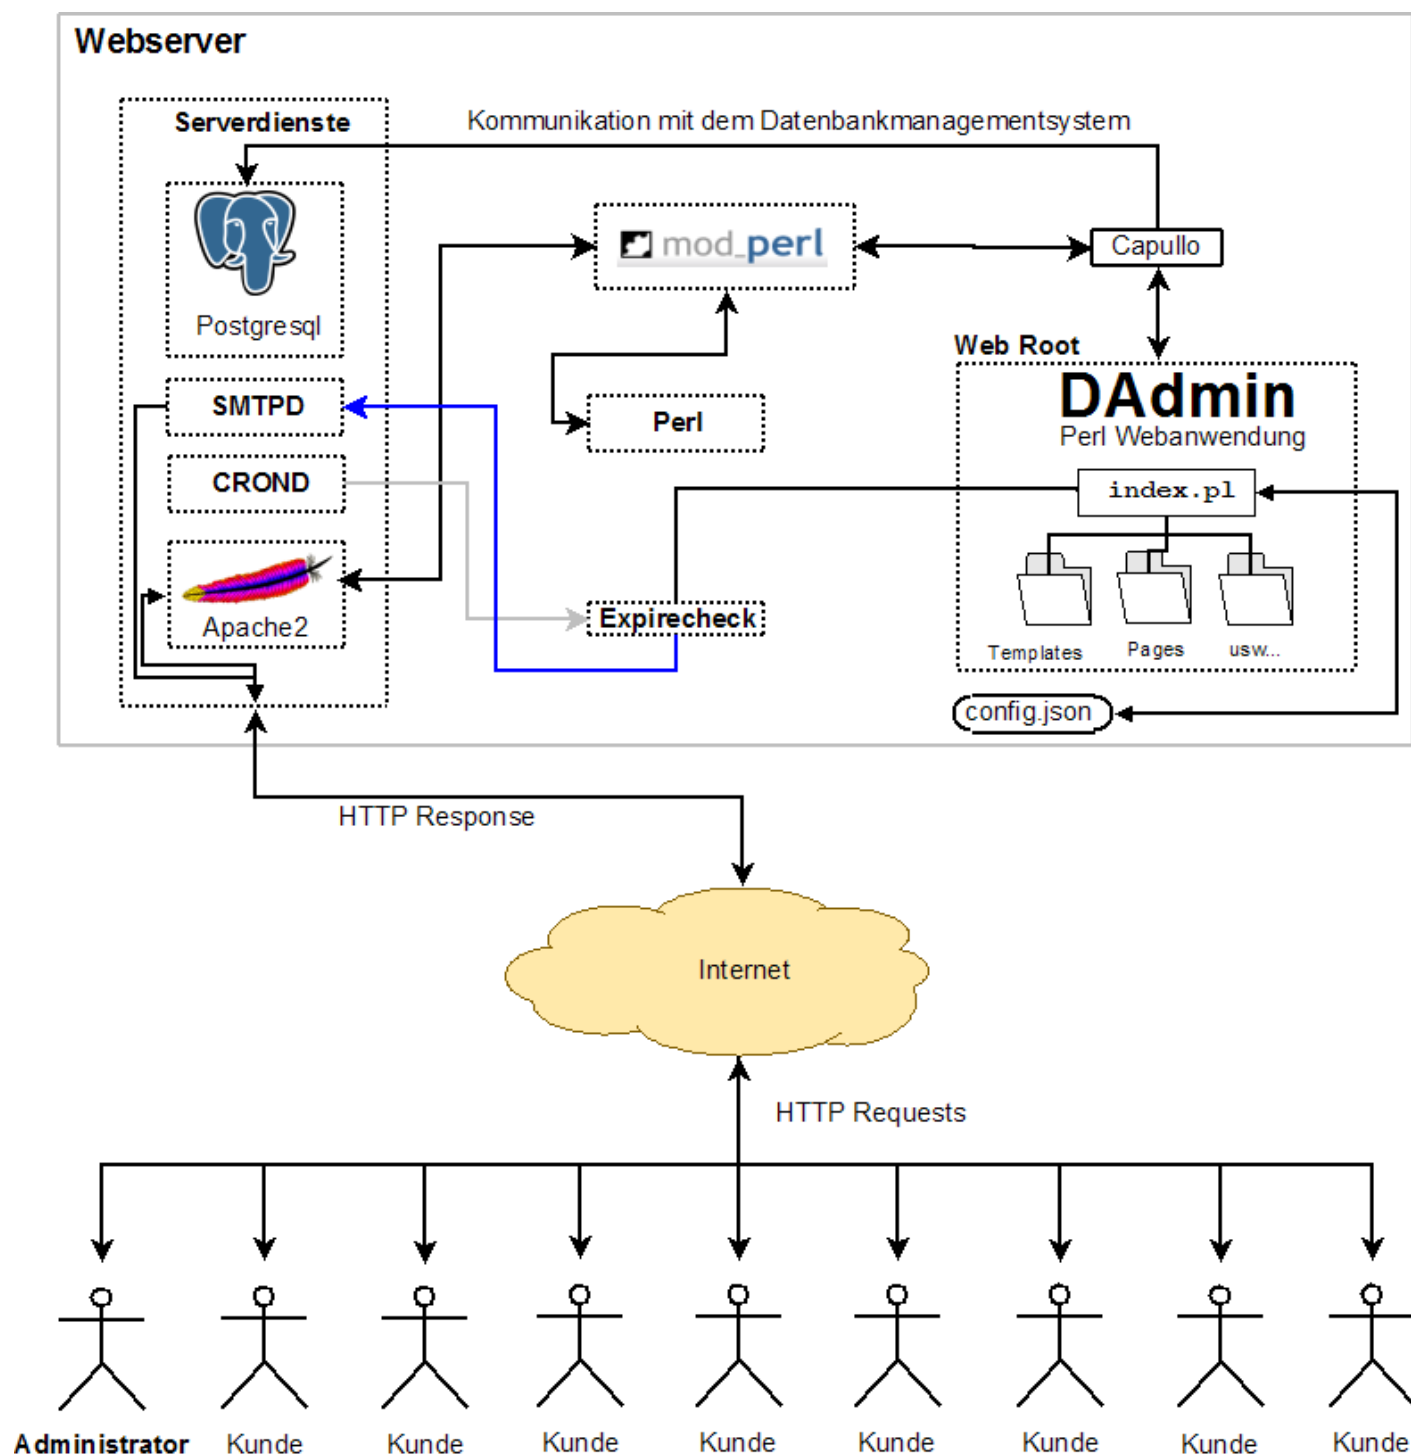 Webserver
Serverdienste
Kommunikation mit dem Datenbankmanagementsystem
Postgresql
mod_perl
Capullo
Web Root
DAdmin
Perl Webanwendung
SMTPD
Perl
CROND
index.pl
Apache2
Expirecheck
Templates
Pages
usw...
config.json
HTTP Response
Internet
HTTP Requests
Administrator
Kunde
Kunde
Kunde
Kunde
Kunde
Kunde
Kunde
Kunde